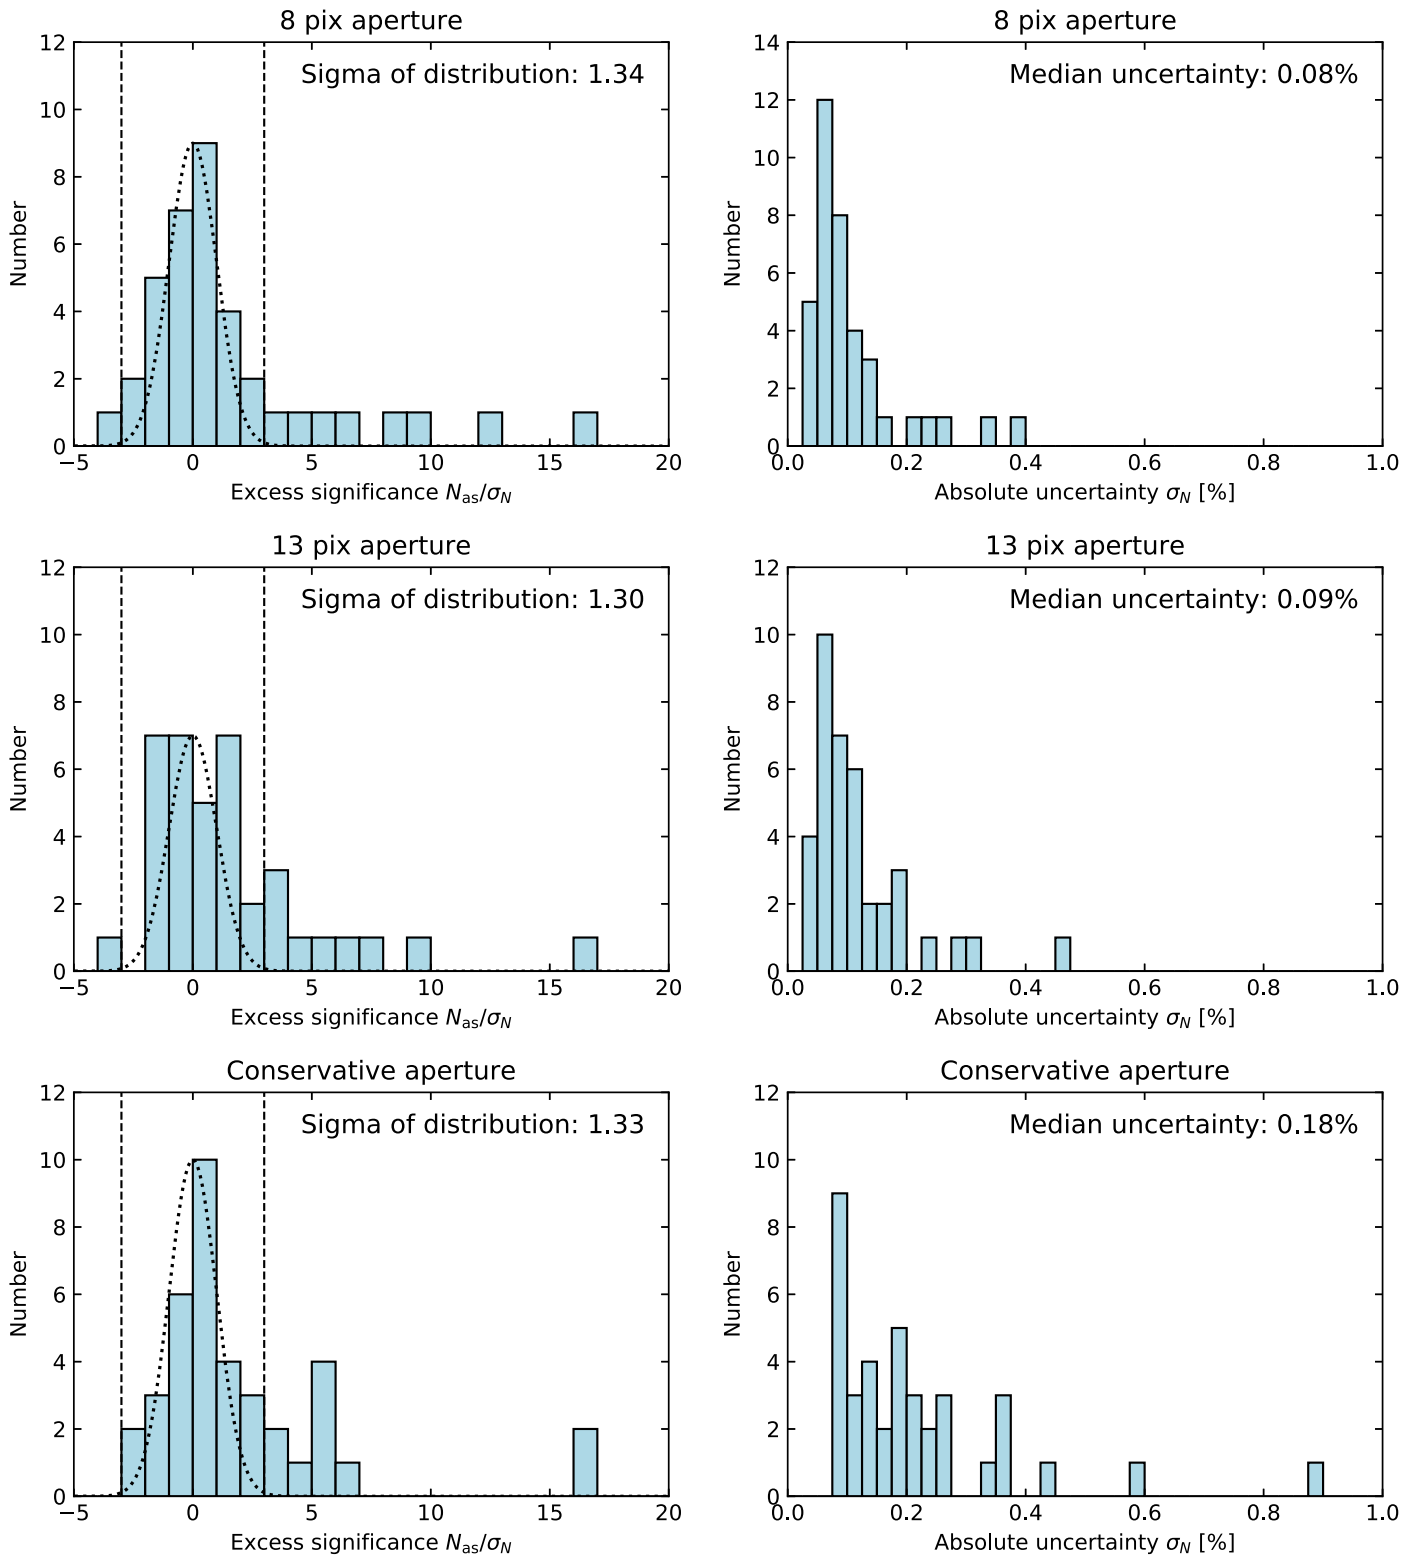 8 pix aperture
Sigma of distribution: 1.34
12
10
8
6
4
2
0
Number
−5 0 5 10 15 20
Excess significance N_as/σ_N
8 pix aperture
Median uncertainty: 0.08%
14
12
10
8
6
4
2
0
Number
0.0 0.2 0.4 0.6 0.8 1.0
Absolute uncertainty σ_N [%]
13 pix aperture
Sigma of distribution: 1.30
12
10
8
6
4
2
0
Number
−5 0 5 10 15 20
Excess significance N_as/σ_N
13 pix aperture
Median uncertainty: 0.09%
12
10
8
6
4
2
0
Number
0.0 0.2 0.4 0.6 0.8 1.0
Absolute uncertainty σ_N [%]
Conservative aperture
Sigma of distribution: 1.33
12
10
8
6
4
2
0
Number
−5 0 5 10 15 20
Excess significance N_as/σ_N
Conservative aperture
Median uncertainty: 0.18%
12
10
8
6
4
2
0
Number
0.0 0.2 0.4 0.6 0.8 1.0
Absolute uncertainty σ_N [%]